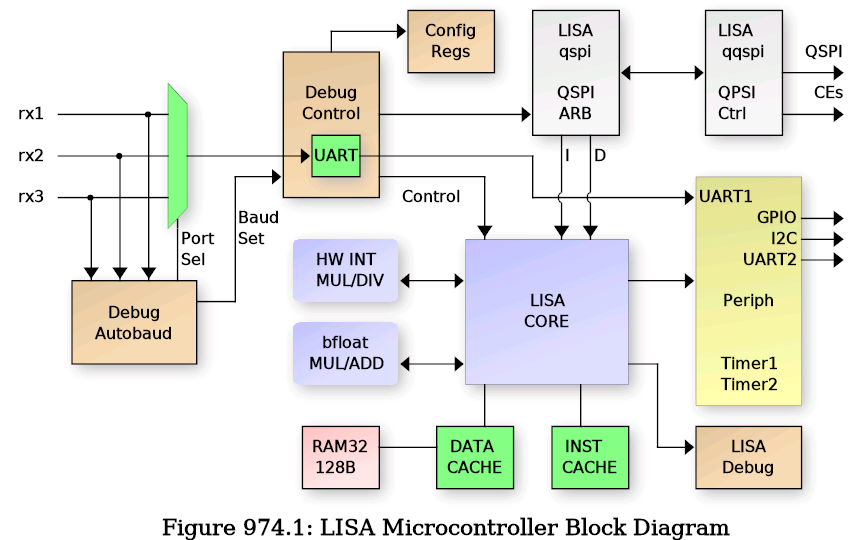 Config
Regs
LISA
qspi
QSPI
ARB
LISA
qqspi
QPSI
Ctrl
QSPI
CEs
Debug
Control
UART
rx1
rx2
rx3
I
D
Control
Port
Sel
Baud
Set
UART1
GPIO
I2C
UART2
Periph
Timer1
Timer2
HW INT
MUL/DIV
LISA
CORE
Debug
Autobaud
bfloat
MUL/ADD
RAM32
128B
DATA
CACHE
INST
CACHE
LISA
Debug
Figure 974.1: LISA Microcontroller Block Diagram